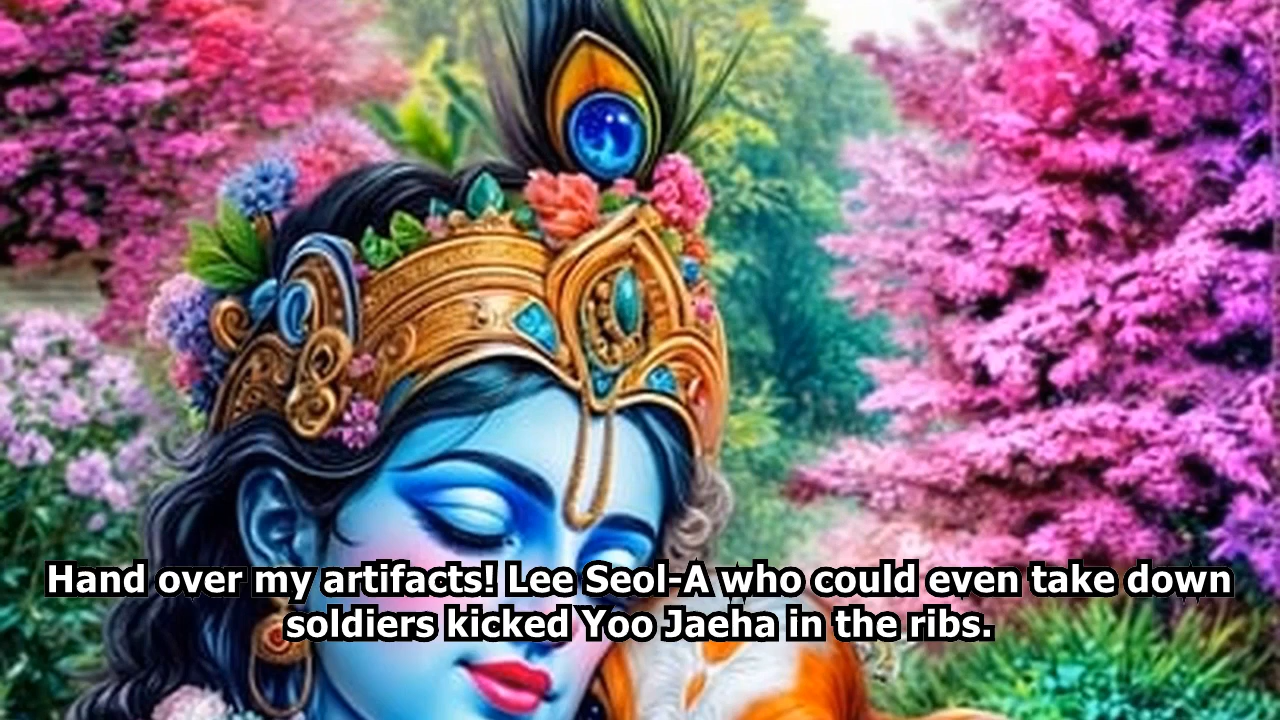 Hand over my artifacts! Lee Seol-A who could even take down
soldiers kicked Yoo Jaeha in the ribs.